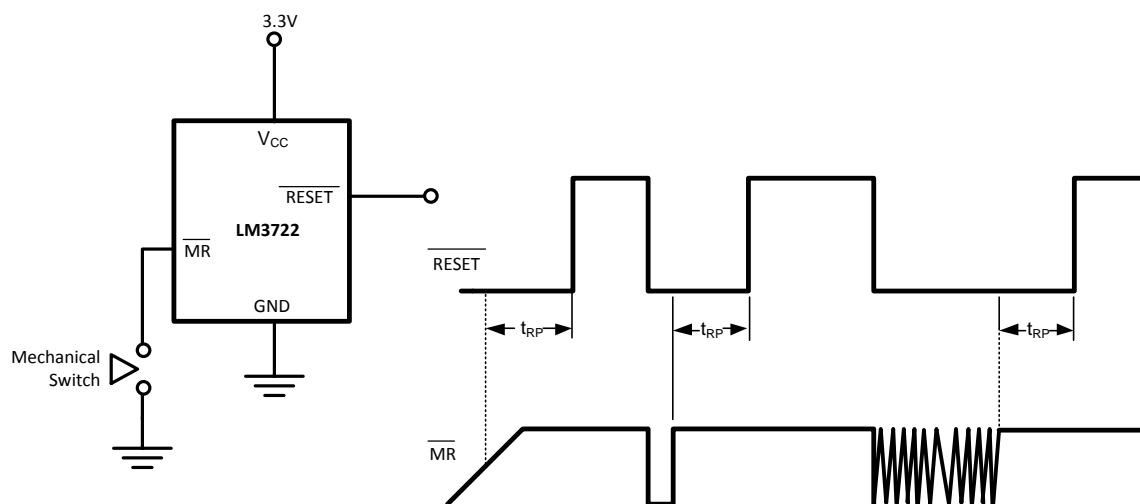 3.3V
VCC
RESET
LM3722
MR
GND
Mechanical
Switch
RESET
tRP
tRP
tRP
MR